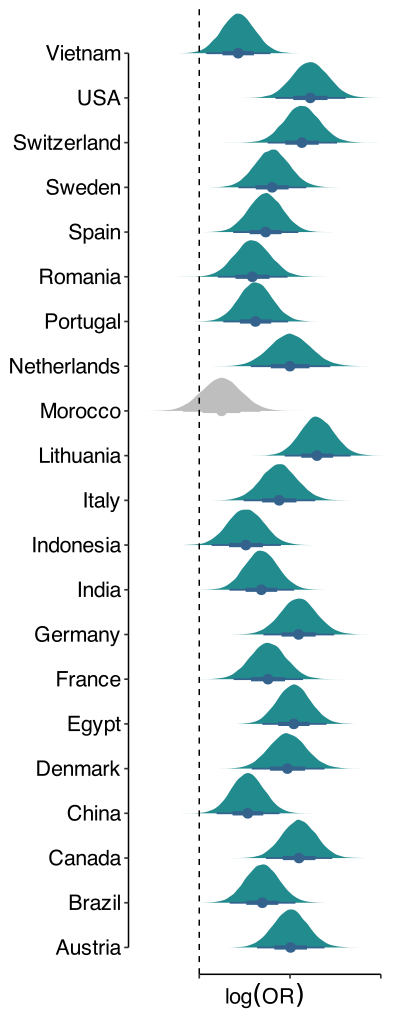 Vietnam
USA
Switzerland
Sweden
Spain
Romania
Portugal
Netherlands
Morocco
Lithuania
Italy
Indonesia
India
Germany
France
Egypt
Denmark
China
Canada
Brazil
Austria
log(OR)